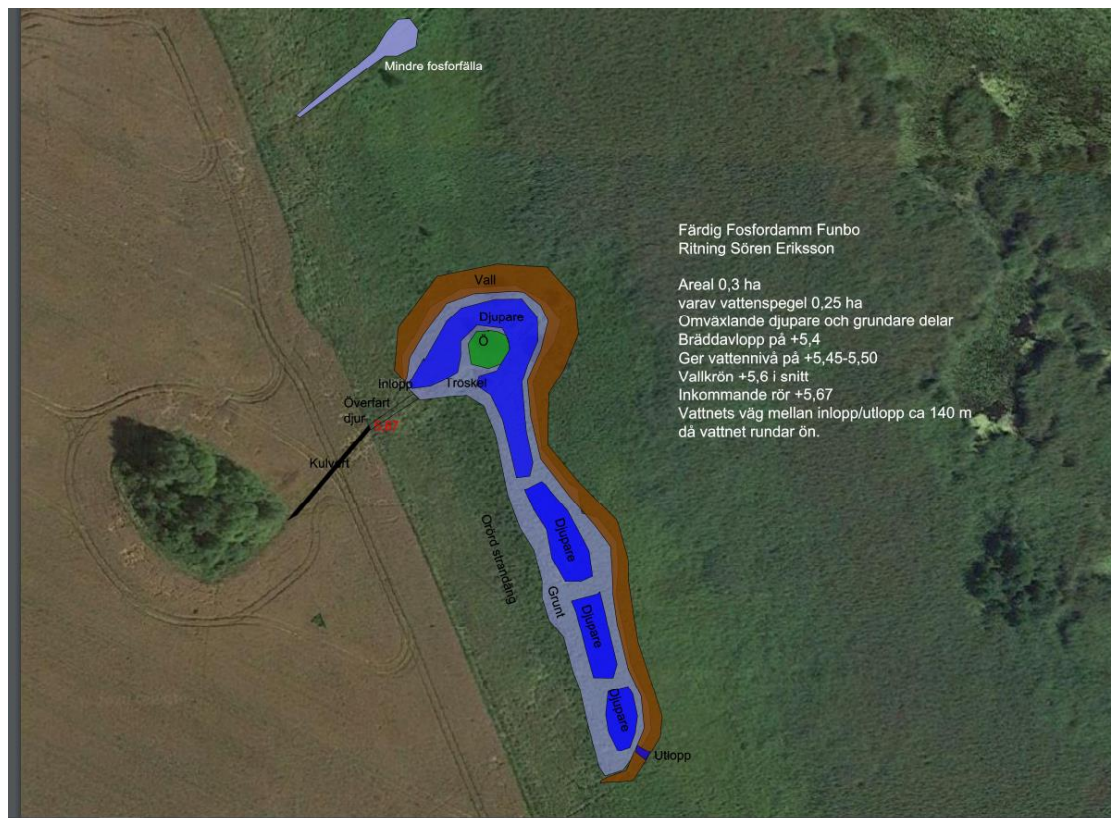 Mindre fosforfälla
Färdig Fosfordamm Funbo
Ritning Sören Eriksson
Areal 0,3 ha
varav vattenspegel 0,25 ha
Omväxlande djupare och grundare delar
Bräddavlopp på +5,4
Ger vattennivå på +5,45-5,50
Vallkrön +5,6 i snitt
Inkommande rör +5,67
Vattnets väg mellan inlopp/utlopp ca 140 m
då vattnet rundar ön.
Vall
Djupare
Ö
Inlopp
Tröskel
Överfart
djur
5,67
Kulvert
Djupare
Orörd strandäng
Grunt
Djupare
Djupare
Utlopp